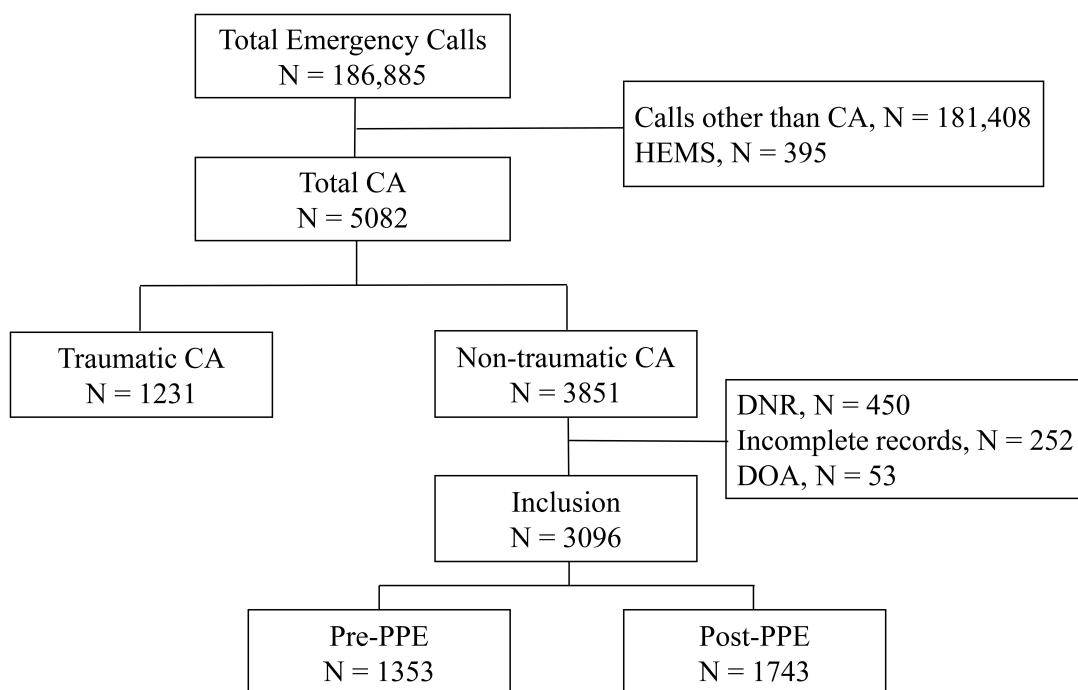 Total Emergency Calls
N = 186,885
Calls other than CA, N = 181,408
HEMS, N = 395
Total CA
N = 5082
Traumatic CA
N = 1231
Non-traumatic CA
N = 3851
DNR, N = 450
Incomplete records, N = 252
DOA, N = 53
Inclusion
N = 3096
Pre-PPE
N = 1353
Post-PPE
N = 1743